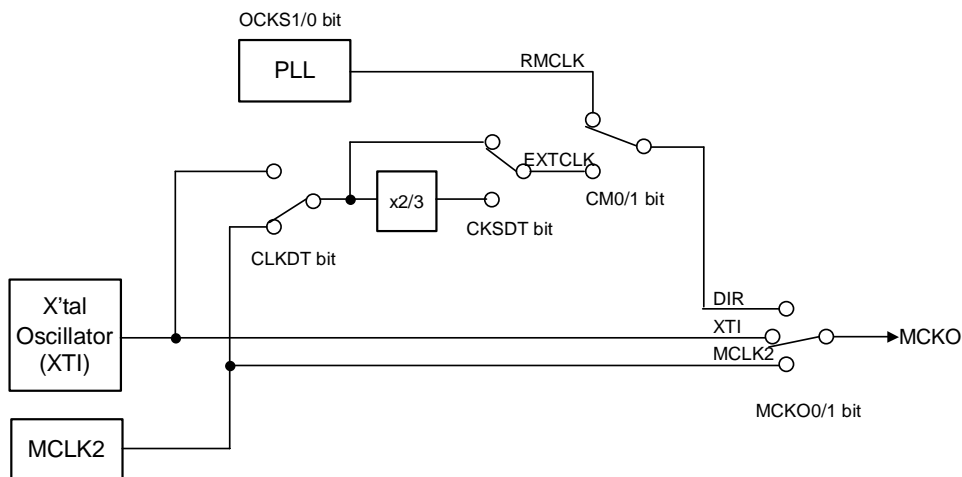 OCKS1/0 bit
PLL
RMCLK
EXTCLK
x2/3
CM0/1 bit
CKSDT bit
CLKDT bit
X'tal
Oscillator
(XTI)
DIR
XTI
MCKO
MCLK2
MCKO0/1 bit
MCLK2